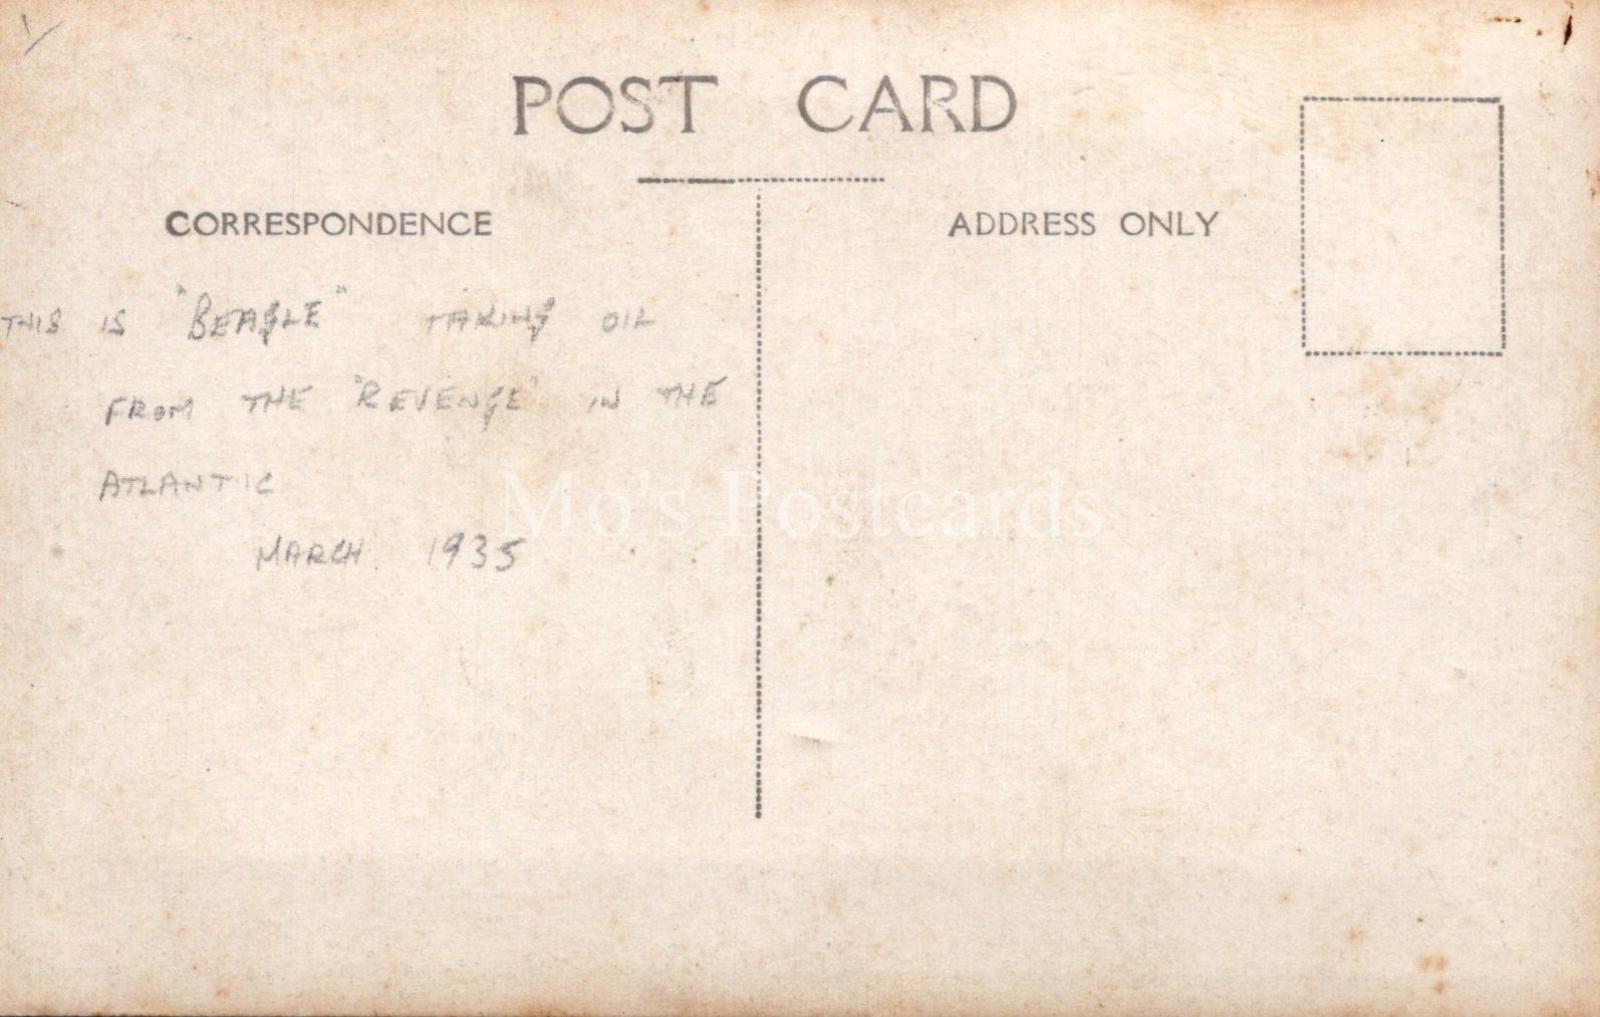 POST CARD
CORRESPONDENCE
ADDRESS ONLY
THIS IS "BEAGLE" TAKING OIL
FROM THE "REVENGE" IN THE
ATLANTIC
MARCH. 1935
Mo's Postcards